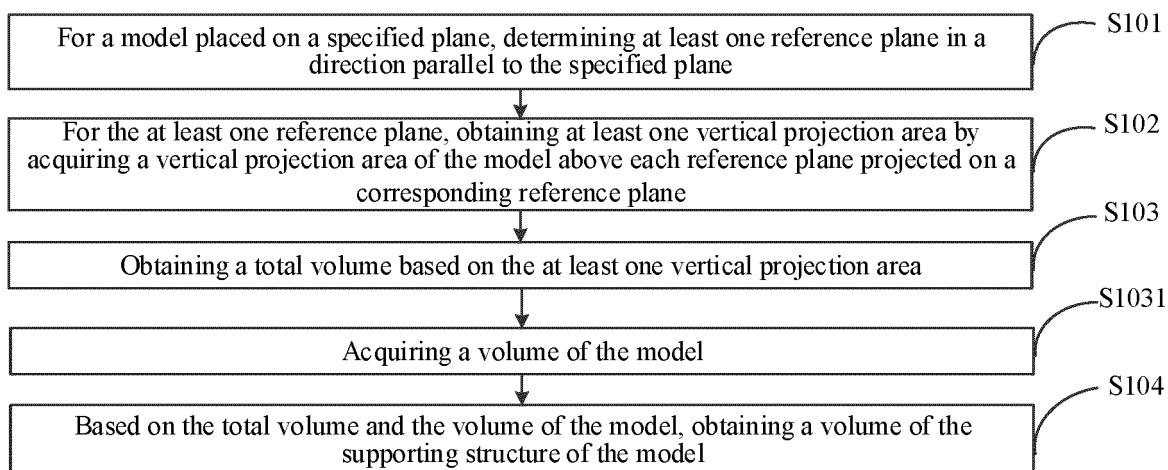 For a model placed on a specified plane, determining at least one reference plane in a
direction parallel to the specified plane
S101
For the at least one reference plane, obtaining at least one vertical projection area by
acquiring a vertical projection area of the model above each reference plane projected on a
corresponding reference plane
S102
Obtaining a total volume based on the at least one vertical projection area
S103
Acquiring a volume of the model
S1031
Based on the total volume and the volume of the model, obtaining a volume of the
supporting structure of the model
S104